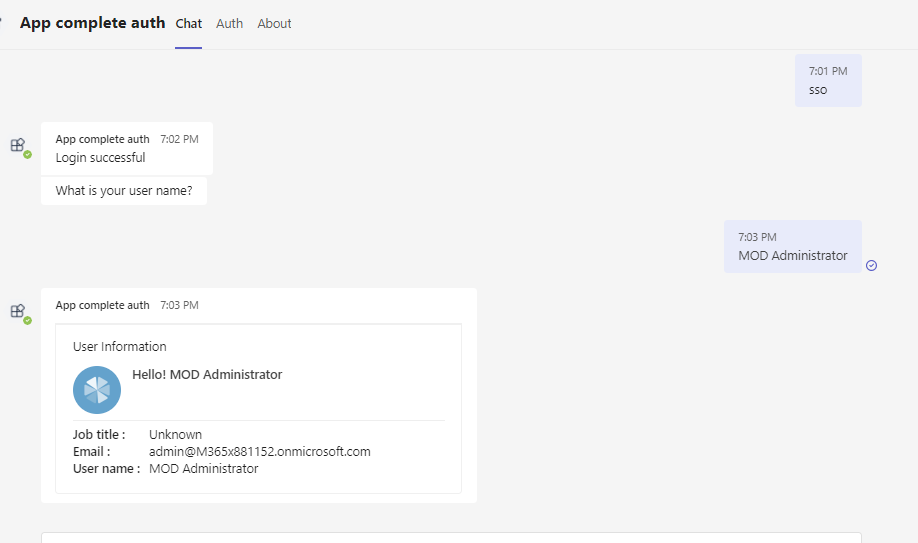 App complete auth Chat Auth About
7:01 PM
sso
App complete auth 7:02 PM
Login successful
What is your user name?
7:03 PM
MOD Administrator
App complete auth 7:03 PM
User Information
Hello! MOD Administrator
Job title : Unknown
Email : admin@M365x881152.onmicrosoft.com
User name : MOD Administrator